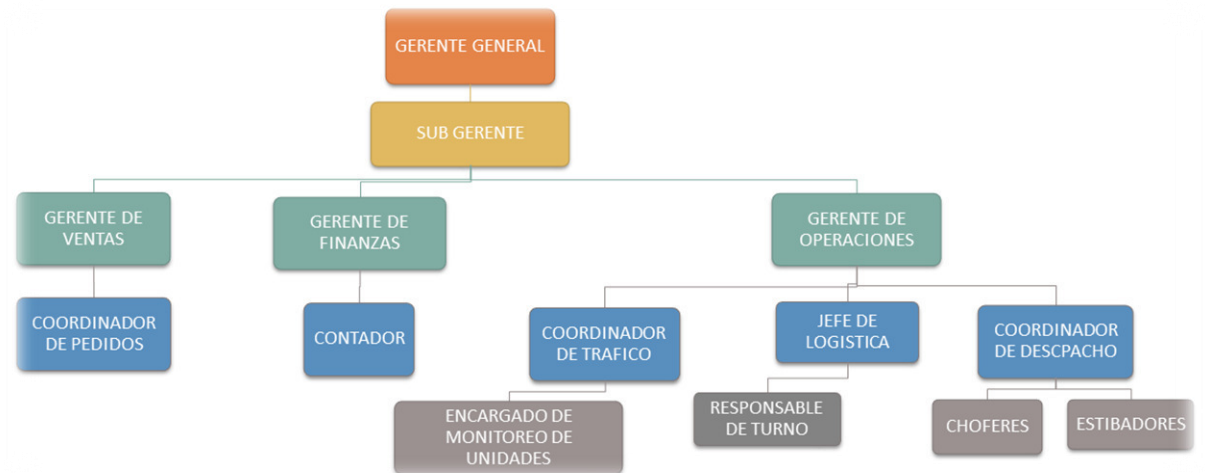 GERENTE GENERAL
SUB GERENTE
GERENTE DE
VENTAS
GERENTE DE
FINANZAS
GERENTE DE
OPERACIONES
COORDINADOR
DE PEDIDOS
CONTADOR
COORDINADOR
DE TRAFICO
JEFE DE
LOGISTICA
COORDINADOR
DE DESCPACHO
ENCARGADO DE
MONITOREO DE
UNIDADES
RESPONSABLE
DE TURNO
CHOFERES
ESTIBADORES